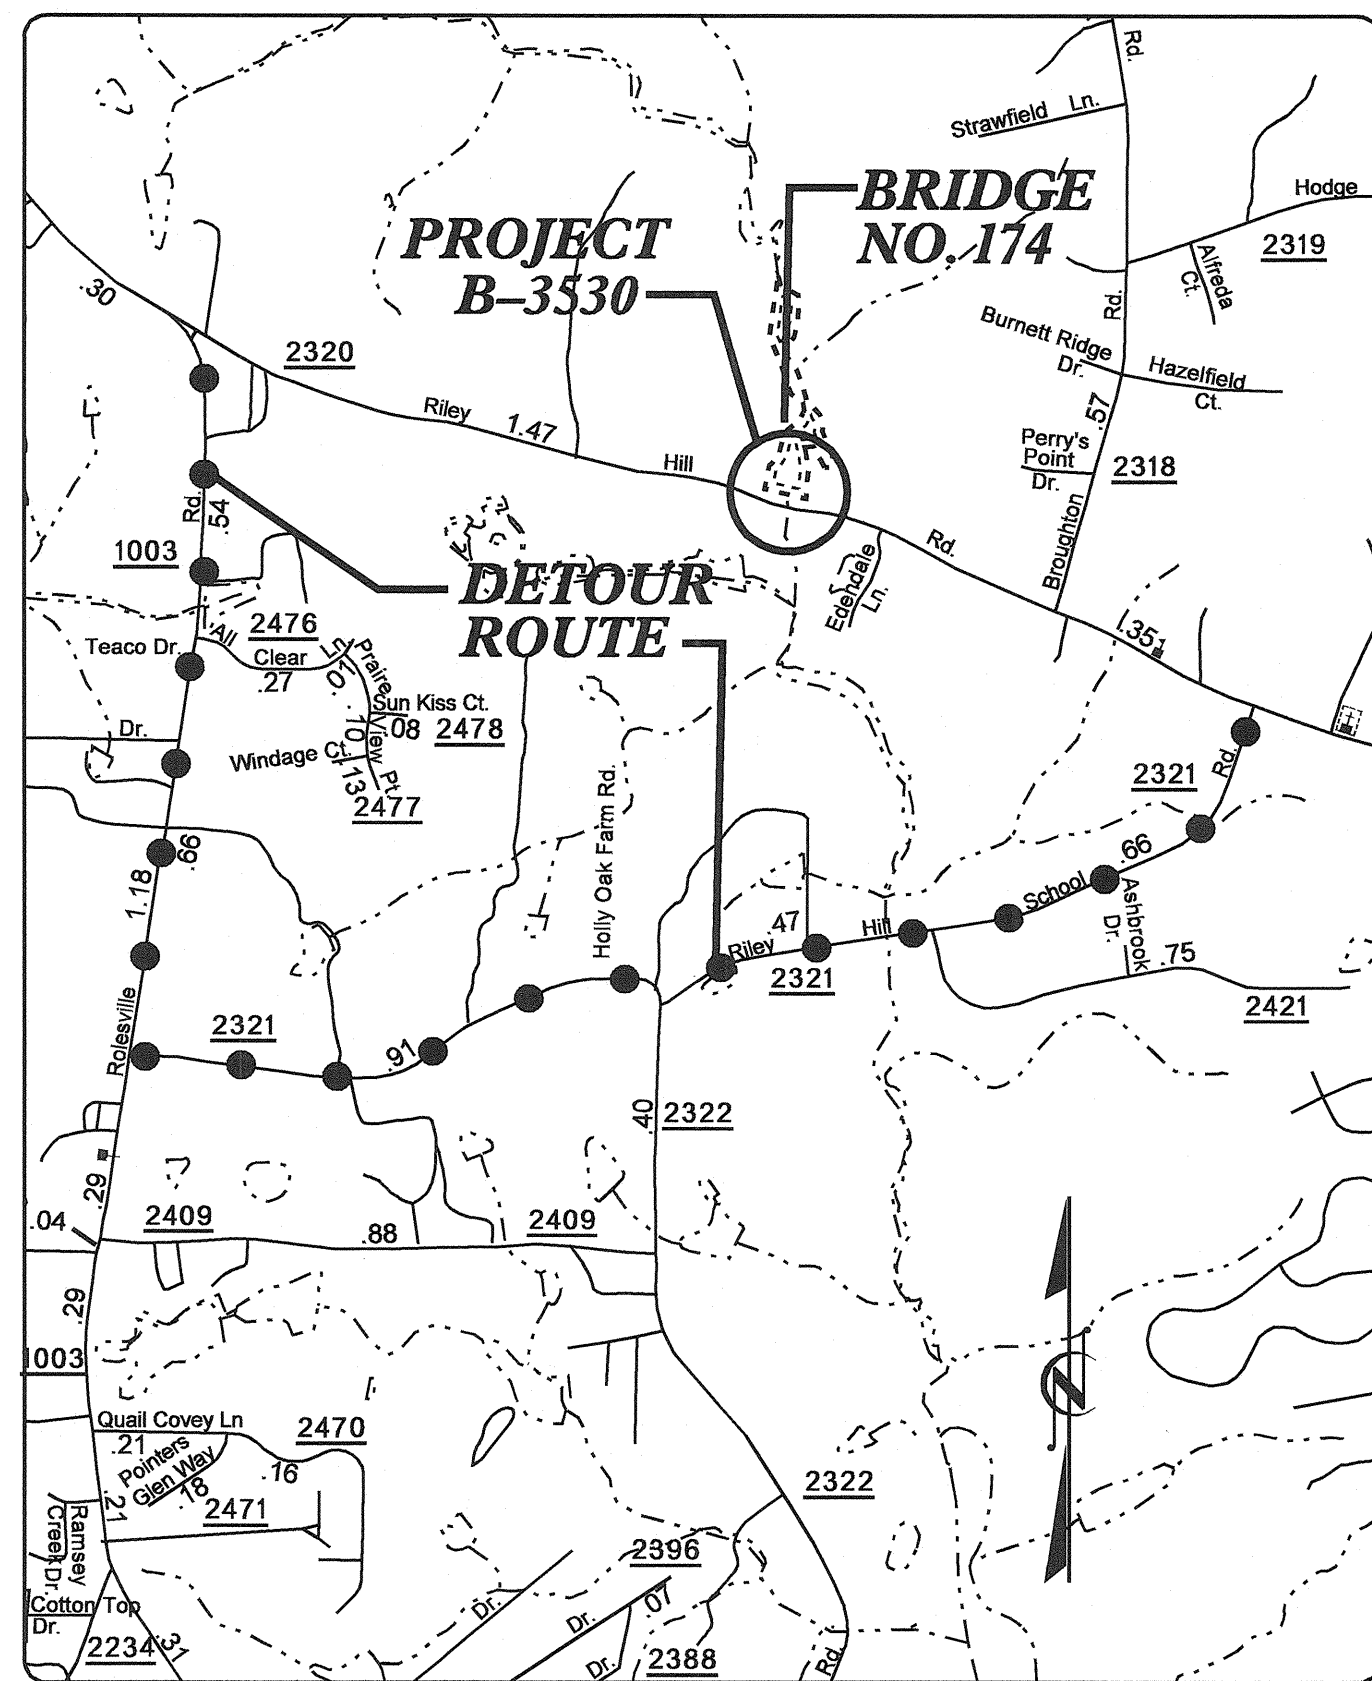 Rd.
Strawfield Ln.
BRIDGE
NO. 174
Hodge
2319
Alfreda
Ct.
PROJECT
B-3530
.30
Rd.
Burnett Ridge
Dr.
Hazelfield
Ct.
2320
Riley
1.47
Hill
.57
Perry's
Point
Dr.
2318
Broughton
Rd.
.54
1003
DETOUR
ROUTE
Rd.
Edendale
Ln.
.35
2476
Teaco Dr.
All
Clear
Ln
.27
.01
Prairie
View Pt.
Sun Kiss Ct.
.10
.08
2478
Dr.
Windage Ct.
.13
2477
Holly Oak Farm Rd.
Rd.
2321
.66
1.18
.66
School
Ashbrook
Dr.
.47
Riley
Hill
2321
.75
2421
Rolesville
2321
.91
.40
2322
.29
.04
2409
.88
2409
.29
1003
N
Quail Covey Ln
2470
.21
Pointers
Glen Way
.16
.18
2471
.21
2322
Ramsey
Creek Dr.
2396
Cotton Top
Dr.
Dr.
Dr.
.07
2234
.31
Dr.
2388
Rd.